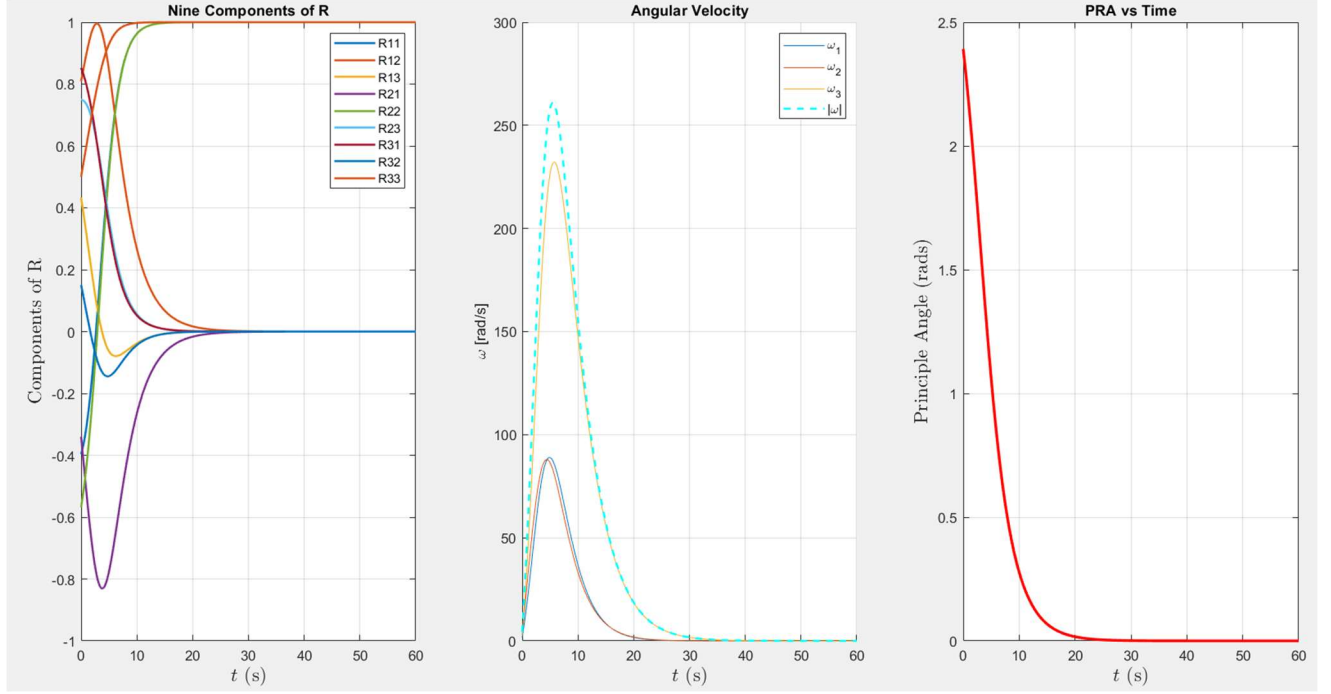 Nine Components of R
1
0.8
0.6
0.4
0.2
0
-0.2
-0.4
-0.6
-0.8
-1
Components of R
R11
R12
R13
R21
R22
R23
R31
R32
R33
0 10 20 30 40 50 60
t (s)
Angular Velocity
300
250
200
150
100
50
0
ω [rad/s]
ω1
ω2
ω3
|ω|
0 10 20 30 40 50 60
t (s)
PRA vs Time
2.5
2
1.5
1
0.5
0
Principle Angle (rads)
0 10 20 30 40 50 60
t (s)